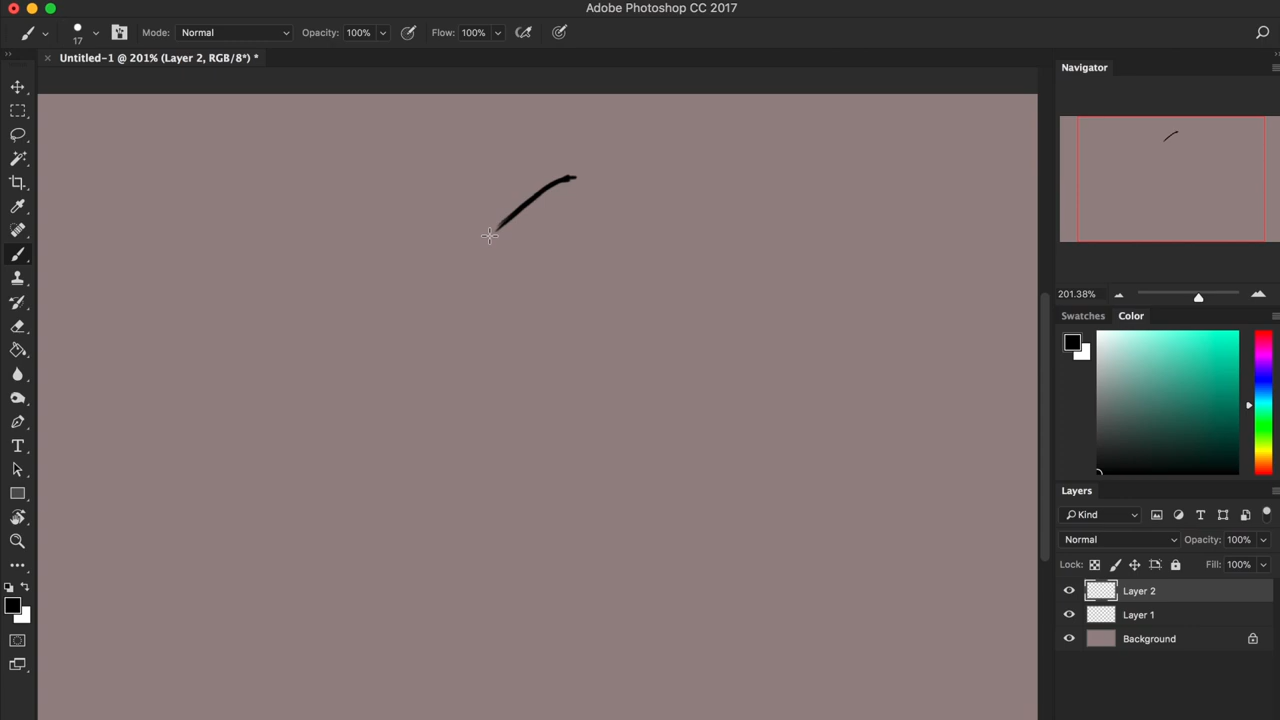 Adobe Photoshop CC 2017
17 Mode: Normal Opacity: 100% Flow: 100%
Untitled-1 @ 201% (Layer 2, RGB/8*) *
Navigator
201.38%
Swatches Color
Layers
Kind
Normal Opacity: 100%
Lock: Fill: 100%
Layer 2
Layer 1
Background